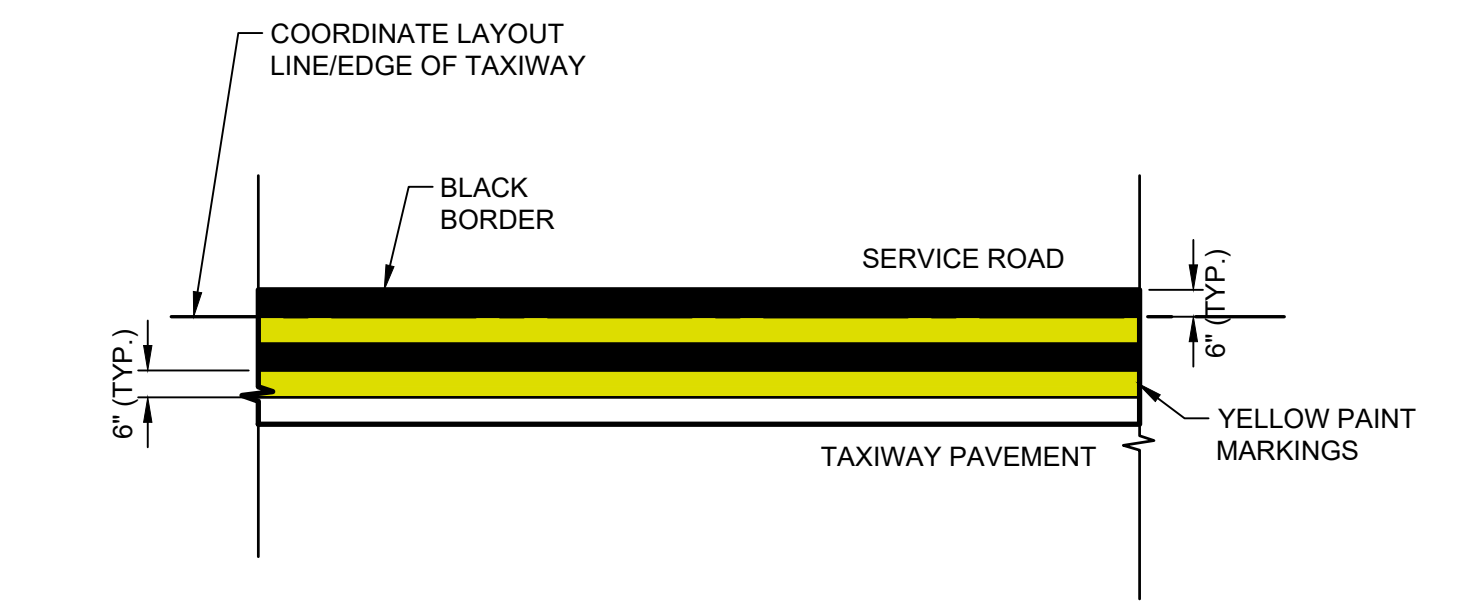 COORDINATE LAYOUT
LINE/EDGE OF TAXIWAY
BLACK
BORDER
SERVICE ROAD
6" (TYP.)
6" (TYP.)
YELLOW PAINT
MARKINGS
TAXIWAY PAVEMENT